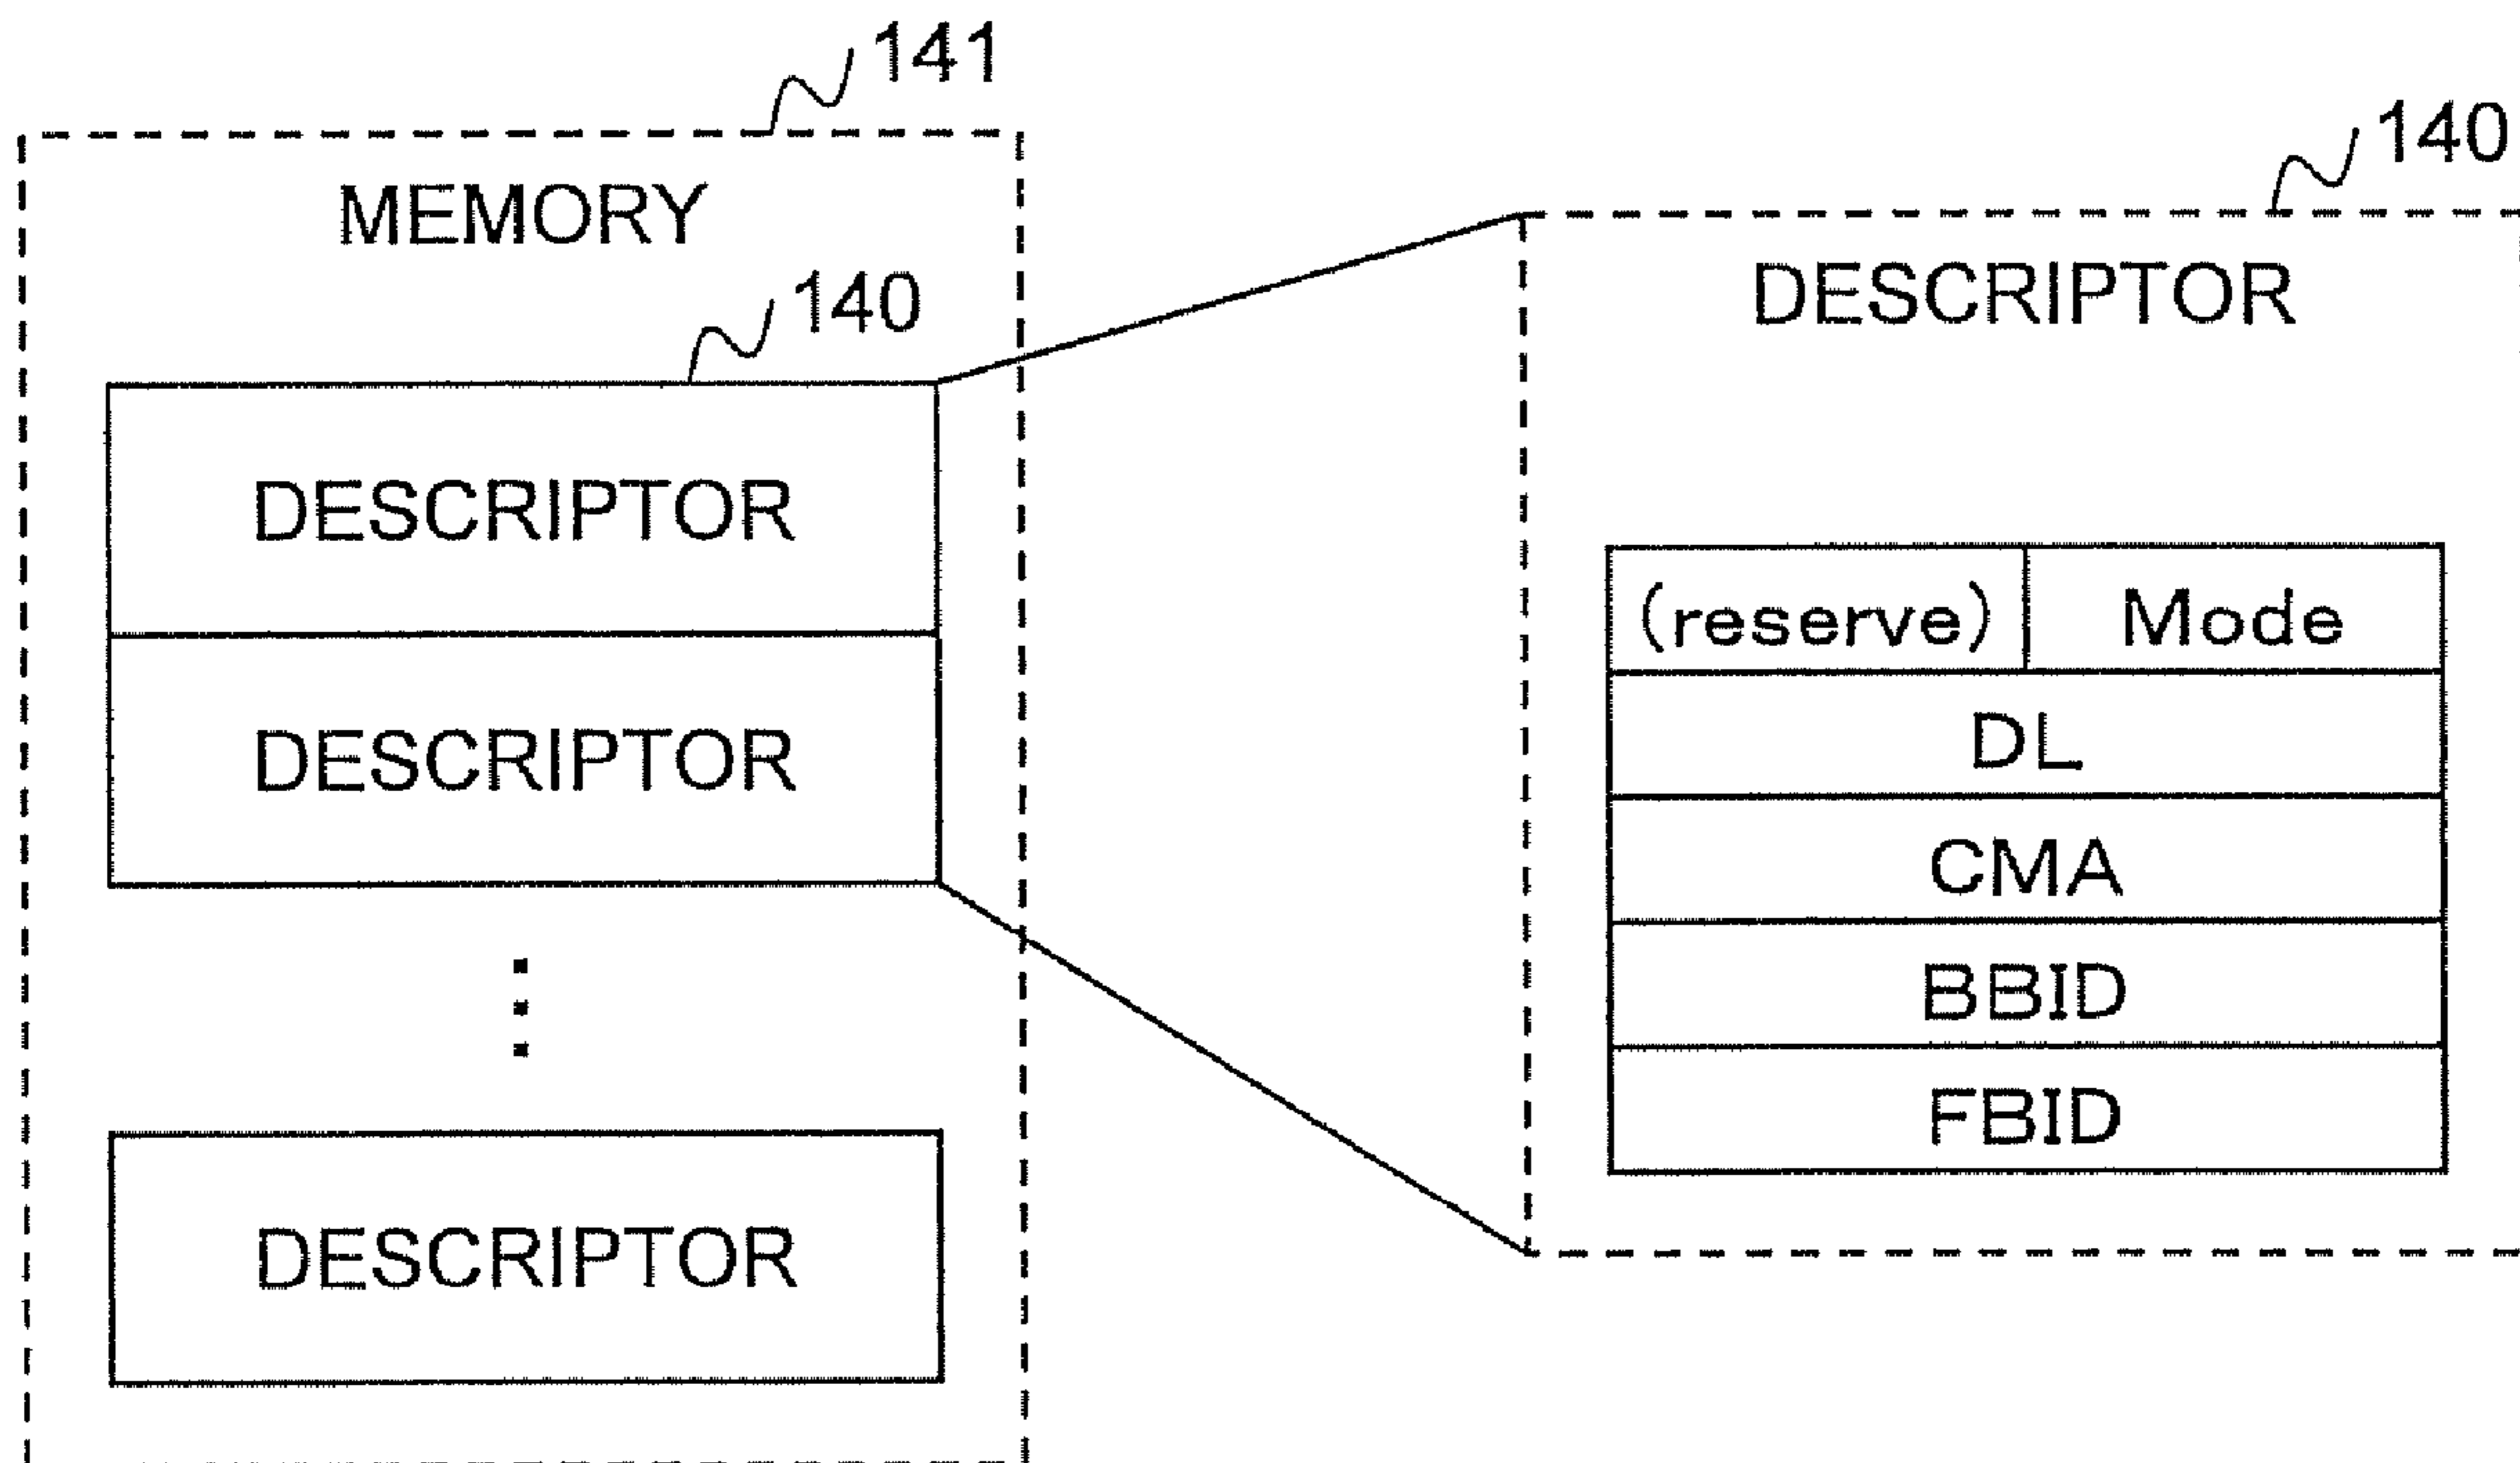 141
MEMORY
140
DESCRIPTOR
DESCRIPTOR
DESCRIPTOR
140
DESCRIPTOR
(reserve) Mode
DL
CMA
BBID
FBID